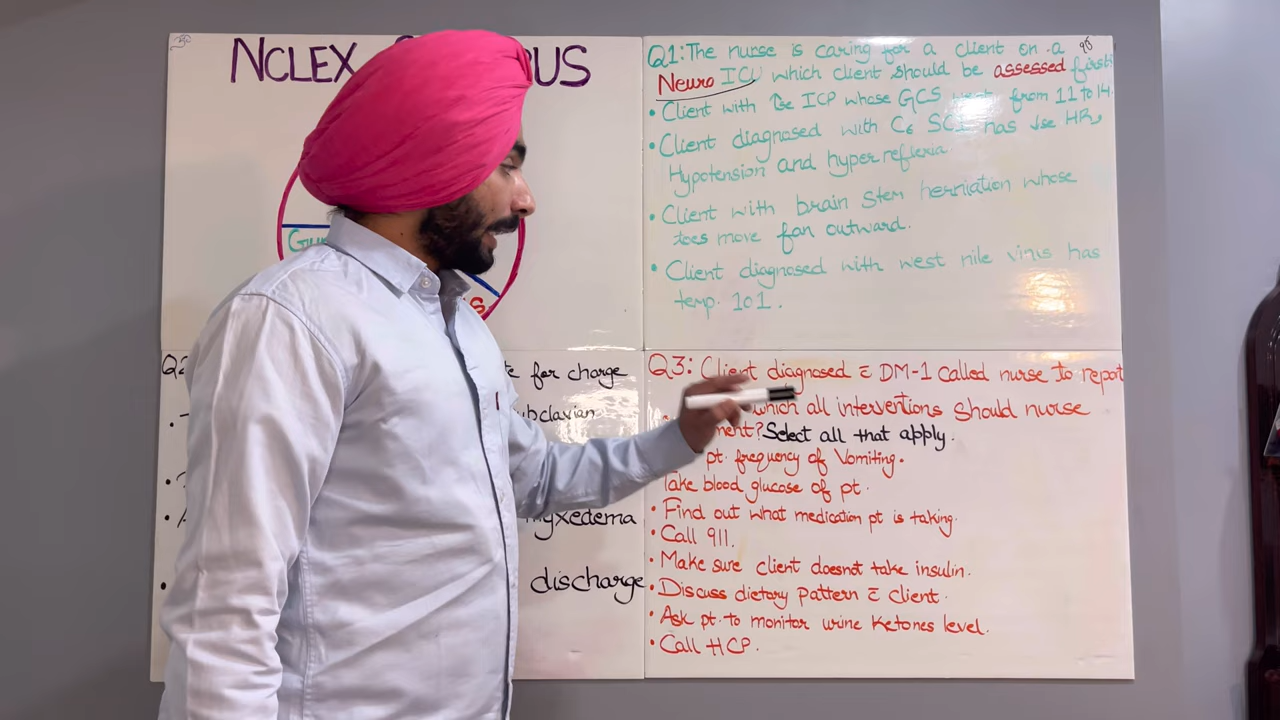 NCLEX
US
Gu
s
Q1: The nurse is caring for a client on a
Neuro ICU which client should be assessed first?
• Client with ↑se ICP whose GCS went from 11 to 14.
• Client diagnosed with C6 SCI has ↓se HR,
Hypotension and hyperreflexia.
• Client with brain stem herniation whose
toes move fan outward.
• Client diagnosed with west nile virus has
temp. 101.
Q2
for charge
ubclavian
myxedema
discharge
Q3: Client diagnosed c̄ DM-1 called nurse to report
which all interventions should nurse
ment? Select all that apply.
pt. frequency of Vomiting.
Take blood glucose of pt.
• Find out what medication pt is taking.
• Call 911.
• Make sure client doesnot take insulin.
• Discuss dietary pattern c̄ client.
• Ask pt. to monitor urine ketones level.
• Call HCP.